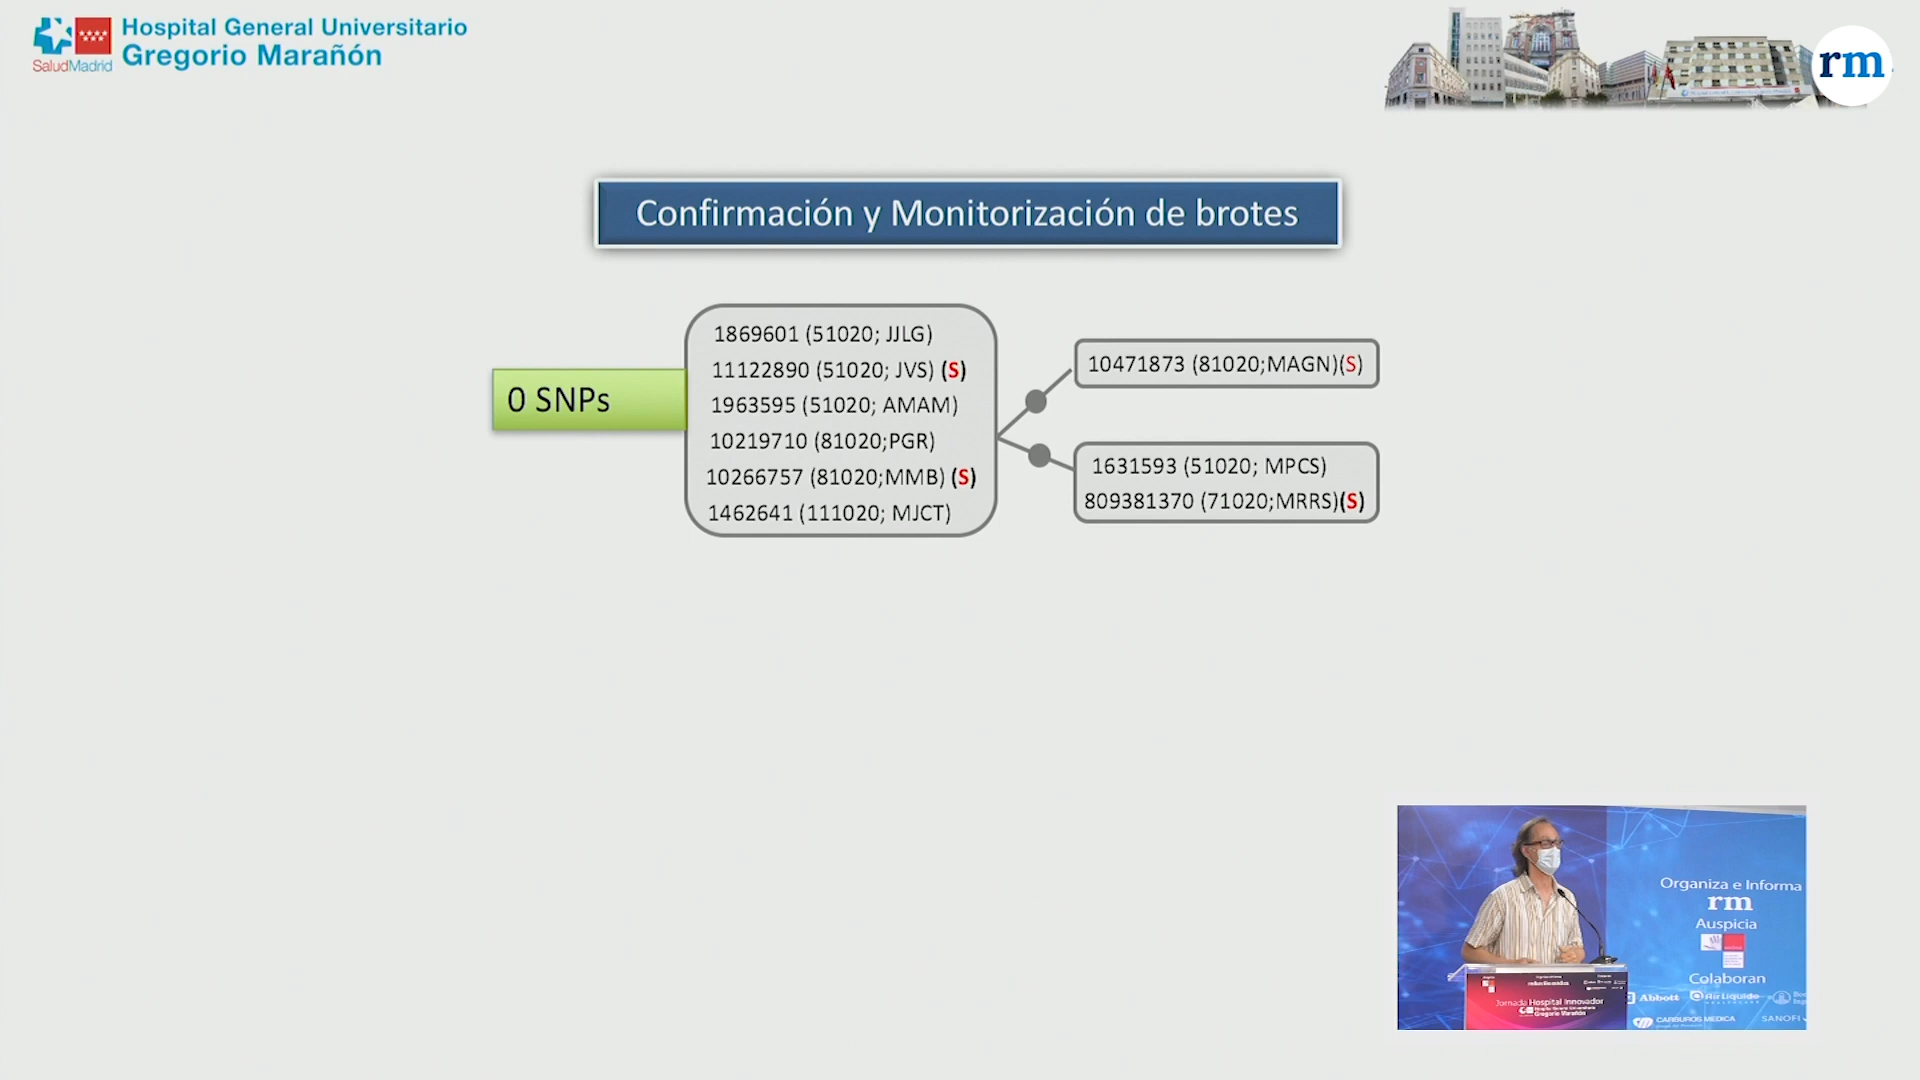 Hospital General Universitario
Gregorio Marañón
SaludMadrid
rm
Confirmación y Monitorización de brotes
0 SNPs
1869601 (51020; JJLG)
11122890 (51020; JVS) (S)
1963595 (51020; AMAM)
10219710 (81020;PGR)
10266757 (81020;MMB) (S)
1462641 (111020; MJCT)
10471873 (81020;MAGN)(S)
1631593 (51020; MPCS)
809381370 (71020;MRRS)(S)
Organiza e Informa
rm
Auspicia
Colaboran
Abbott
Air Liquide
CARBUROS MEDICA
SANOFI
Jornada Hospital Innovador
Gregorio Marañón